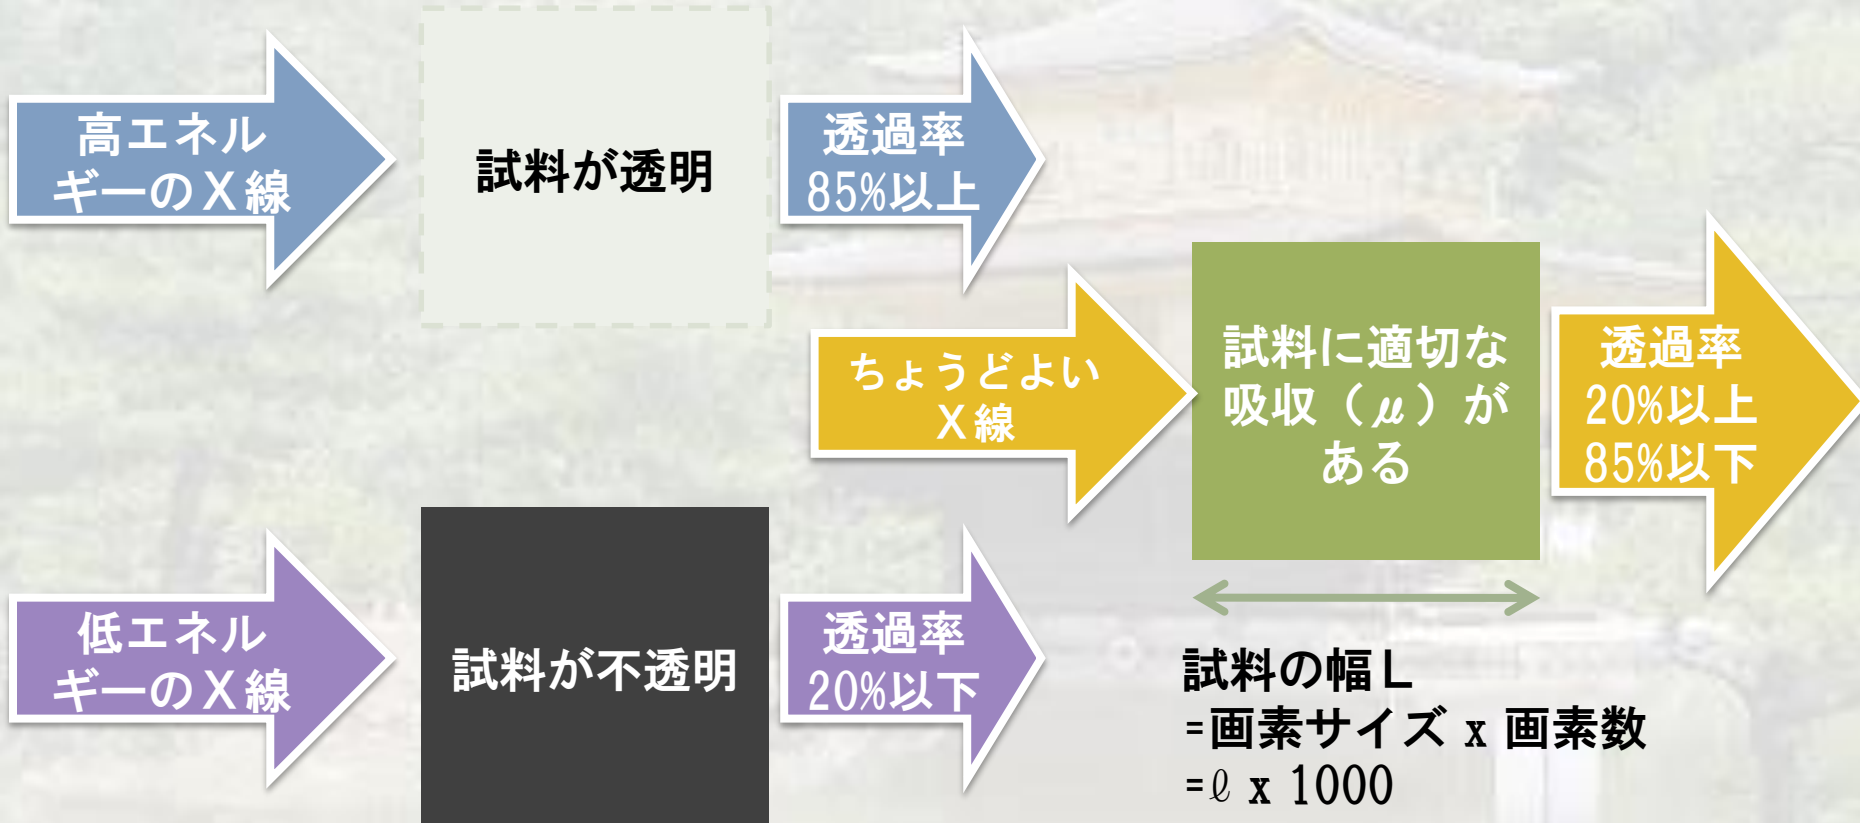 高エネル
ギーのX線
試料が透明
透過率
85%以上
ちょうどよい
X線
試料に適切な
吸収（μ）が
ある
透過率
20%以上
85%以下
低エネル
ギーのX線
試料が不透明
透過率
20%以下
試料の幅L
=画素サイズ x 画素数
=ℓ x 1000